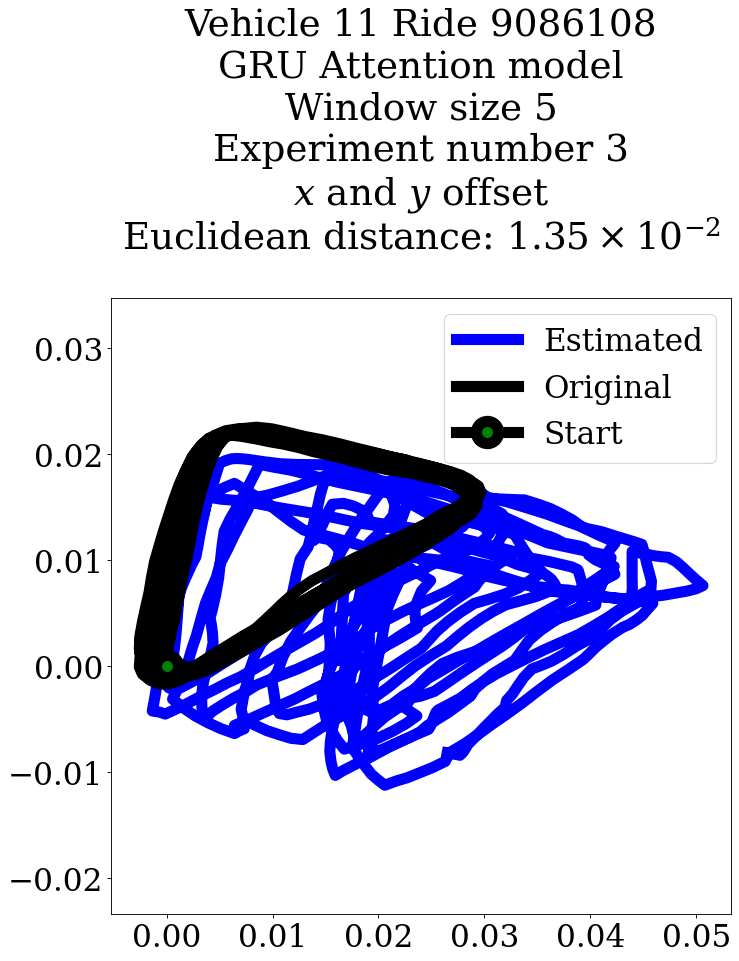 Vehicle 11 Ride 9086108
GRU Attention model
Window size 5
Experiment number 3
x and y offset
Euclidean distance: 1.35 × 10⁻²
Estimated
Original
Start
0.03
0.02
0.01
0.00
−0.01
−0.02
0.00 0.01 0.02 0.03 0.04 0.05